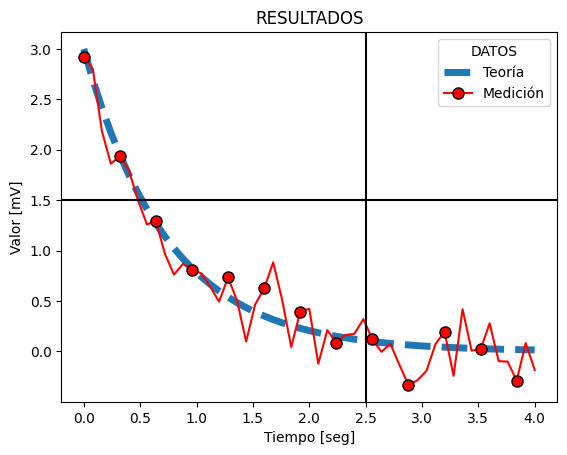 RESULTADOS
DATOS
Teoría
Medición
Valor [mV]
3.0
2.5
2.0
1.5
1.0
0.5
0.0
0.0 0.5 1.0 1.5 2.0 2.5 3.0 3.5 4.0
Tiempo [seg]